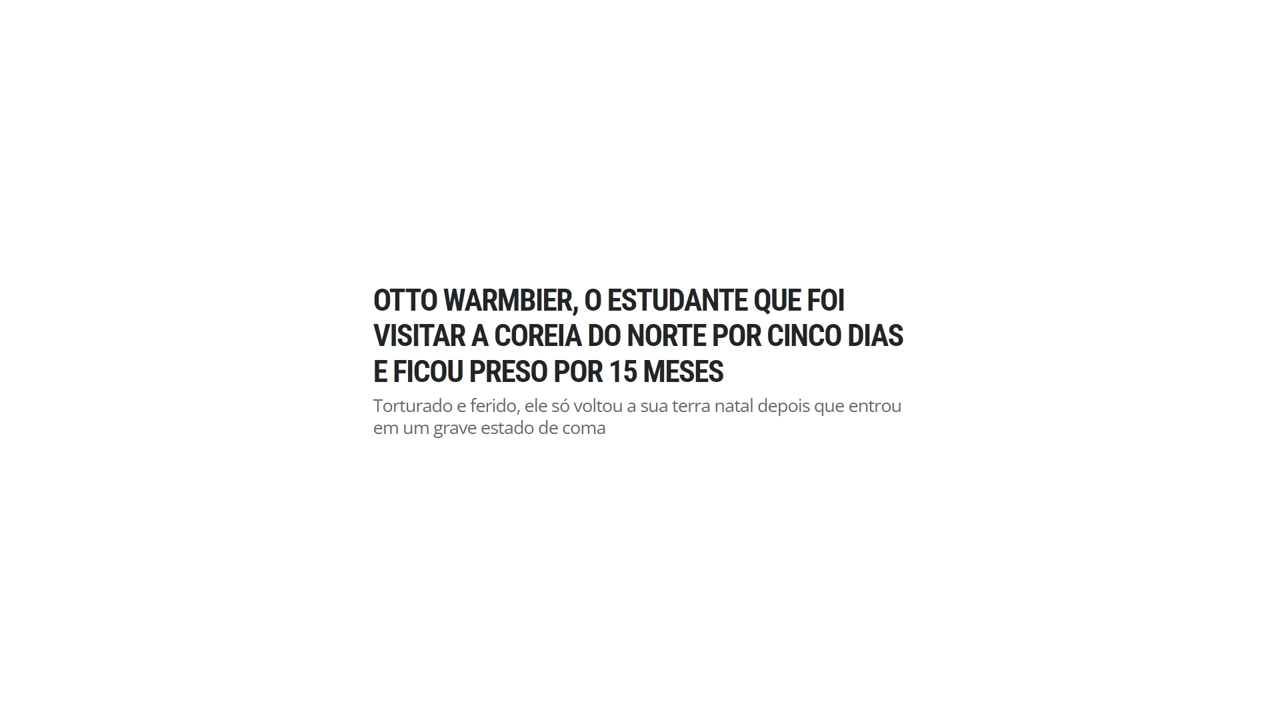 OTTO WARMBIER, O ESTUDANTE QUE FOI
VISITAR A COREIA DO NORTE POR CINCO DIAS
E FICOU PRESO POR 15 MESES
Torturado e ferido, ele só voltou a sua terra natal depois que entrou
em um grave estado de coma